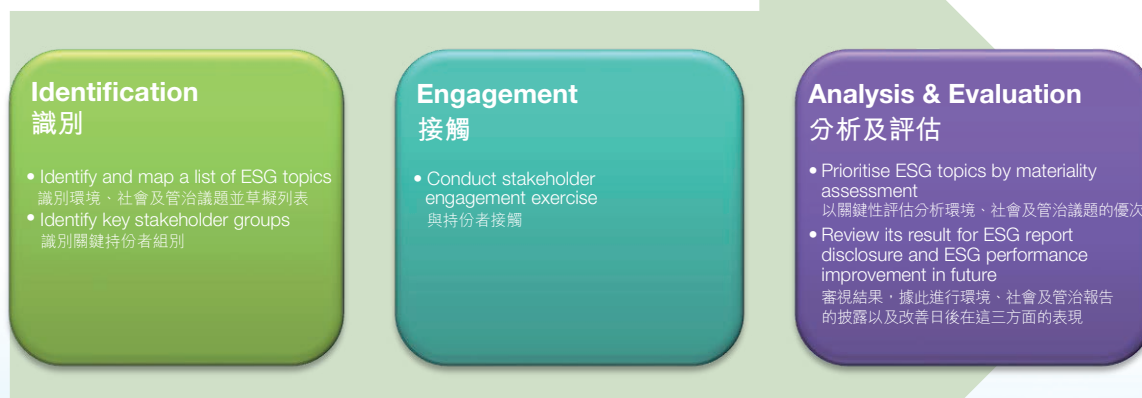 Identification
識別
• Identify and map a list of ESG topics
識別環境、社會及管治議題並草擬列表
• Identify key stakeholder groups
識別關鍵持份者組別
Engagement
接觸
• Conduct stakeholder
engagement exercise
與持份者接觸
Analysis & Evaluation
分析及評估
• Prioritise ESG topics by materiality
assessment
以關鍵性評估分析環境、社會及管治議題的優次
• Review its result for ESG report
disclosure and ESG performance
improvement in future
審視結果，據此進行環境、社會及管治報告
的披露以及改善日後在這三方面的表現